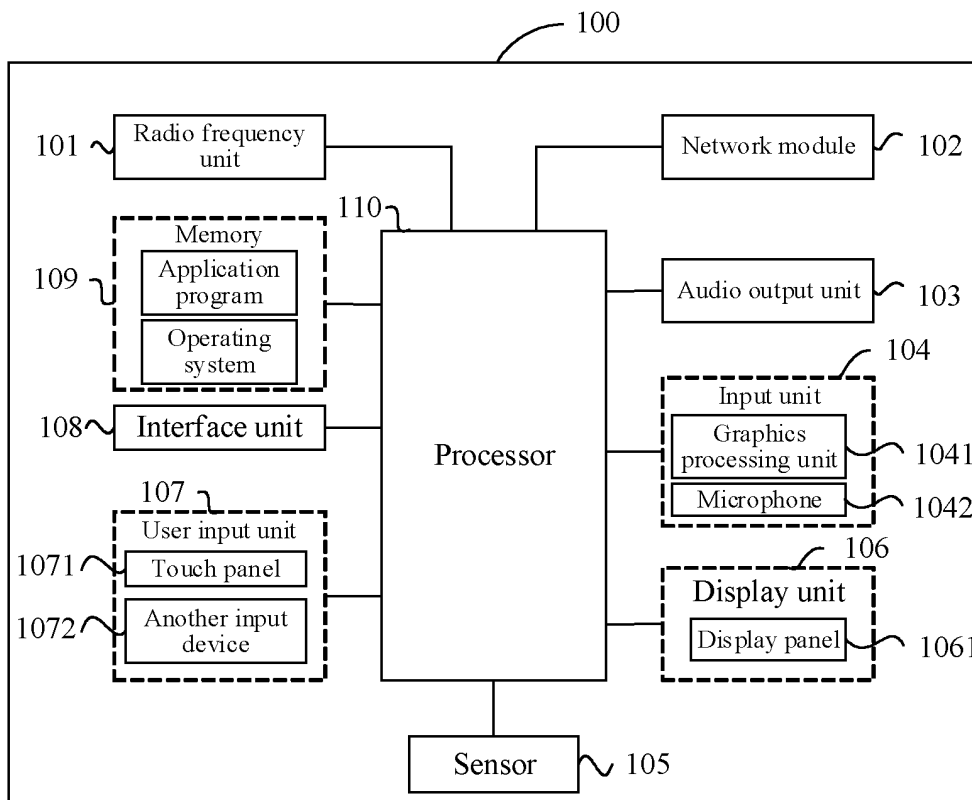 100
101
Radio frequency
unit
Network module
102
110
Memory
Application
program
Operating
system
109
Audio output unit
103
104
Input unit
Graphics
processing unit
1041
Microphone
1042
108
Interface unit
Processor
107
User input unit
1071
Touch panel
1072
Another input
device
106
Display unit
Display panel
1061
Sensor
105